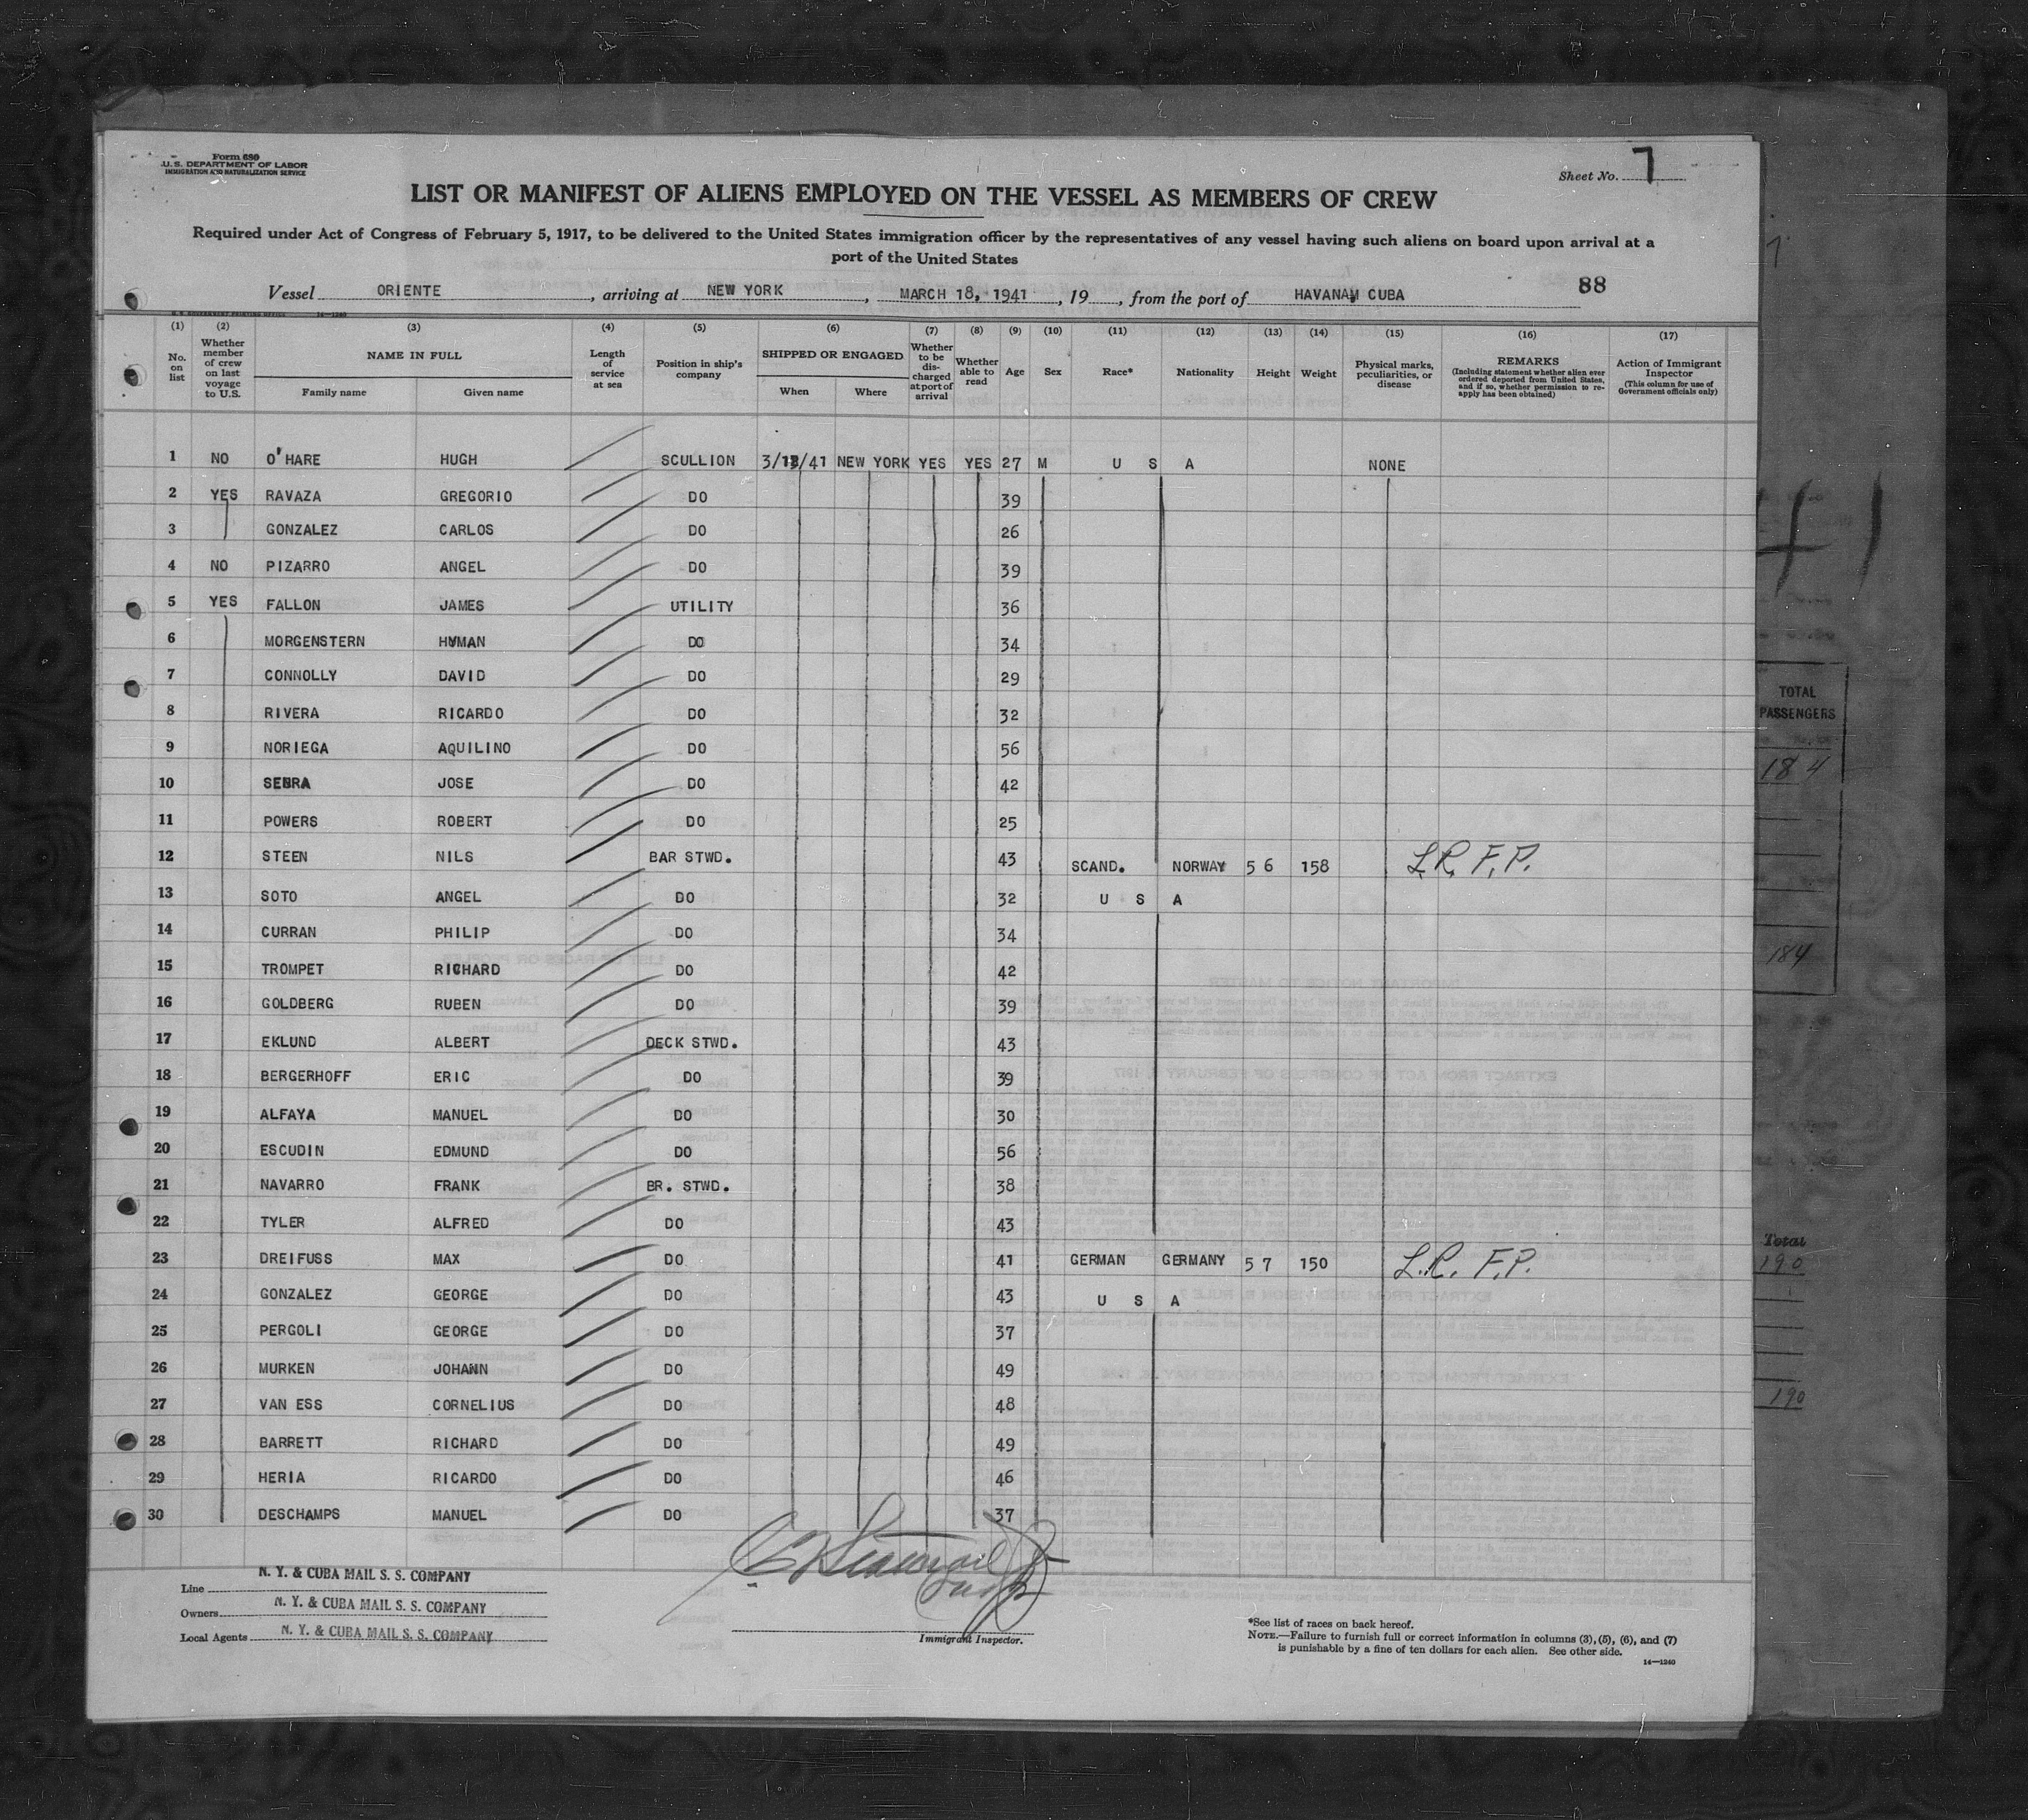 Form 680
U.S. DEPARTMENT OF LABOR
IMMIGRATION AND NATURALIZATION SERVICE
Sheet No. 7
LIST OR MANIFEST OF ALIENS EMPLOYED ON THE VESSEL AS MEMBERS OF CREW
Required under Act of Congress of February 5, 1917, to be delivered to the United States immigration officer by the representatives of any vessel having such aliens on board upon arrival at a
port of the United States
88
Vessel ORIENTE, arriving at NEW YORK, MARCH 18, 1941, 19, from the port of HAVANA, CUBA
(1) (2) (3) (4) (5) (6) (7) (8) (9) (10) (11) (12) (13) (14) (15) (16) (17)
No. on list
Whether member of crew on last voyage to U.S.
NAME IN FULL
Family name
Given name
Length of service at sea
Position in ship's company
SHIPPED OR ENGAGED
When
Where
Whether to be discharged at port of arrival
Whether able to read
Age
Sex
Race*
Nationality
Height
Weight
Physical marks, peculiarities, or disease
REMARKS
(Including statement whether alien ever ordered deported from United States, and if so, whether permission to re-apply has been obtained)
Action of Immigrant Inspector
(This column for use of Government officials only)
1 NO O'HARE HUGH SCULLION 3/13/41 NEW YORK YES YES 27 M U S A NONE
2 YES RAVAZA GREGORIO DO 39
3 GONZALEZ CARLOS DO 26
4 NO PIZARRO ANGEL DO 39
5 YES FALLON JAMES UTILITY 36
6 MORGENSTERN HYMAN DO 34
7 CONNOLLY DAVID DO 29
8 RIVERA RICARDO DO 32
9 NORIEGA AQUILINO DO 56
10 SERRA JOSE DO 42
11 POWERS ROBERT DO 25
12 STEEN NILS BAR STWD. 43 SCAND. NORWAY 5 6 158 L.R. F.P.
13 SOTO ANGEL DO 32 U S A
14 CURRAN PHILIP DO 34
15 TROMPET RICHARD DO 42
16 GOLDBERG RUBEN DO 39
17 EKLUND ALBERT DECK STWD. 43
18 BERGERHOFF ERIC DO 39
19 ALFAYA MANUEL DO 30
20 ESCUDIN EDMUND DO 56
21 NAVARRO FRANK BR. STWD. 38
22 TYLER ALFRED DO 43
23 DREIFUSS MAX DO 41 GERMAN GERMANY 5 7 150 L.R. F.P.
24 GONZALEZ GEORGE DO 43 U S A
25 PERGOLI GEORGE DO 37
26 MURKEN JOHANN DO 49
27 VAN ESS CORNELIUS DO 48
28 BARRETT RICHARD DO 49
29 HERIA RICARDO DO 46
30 DESCHAMPS MANUEL DO 37
Line N. Y. & CUBA MAIL S. S. COMPANY
Owners N. Y. & CUBA MAIL S. S. COMPANY
Local Agents N. Y. & CUBA MAIL S. S. COMPANY
Immigrant Inspector.
*See list of races on back hereof.
NOTE.—Failure to furnish full or correct information in columns (3), (5), (6), and (7)
is punishable by a fine of ten dollars for each alien. See other side.
14—1240
41
TOTAL
PASSENGERS
184
184
Total
190
190